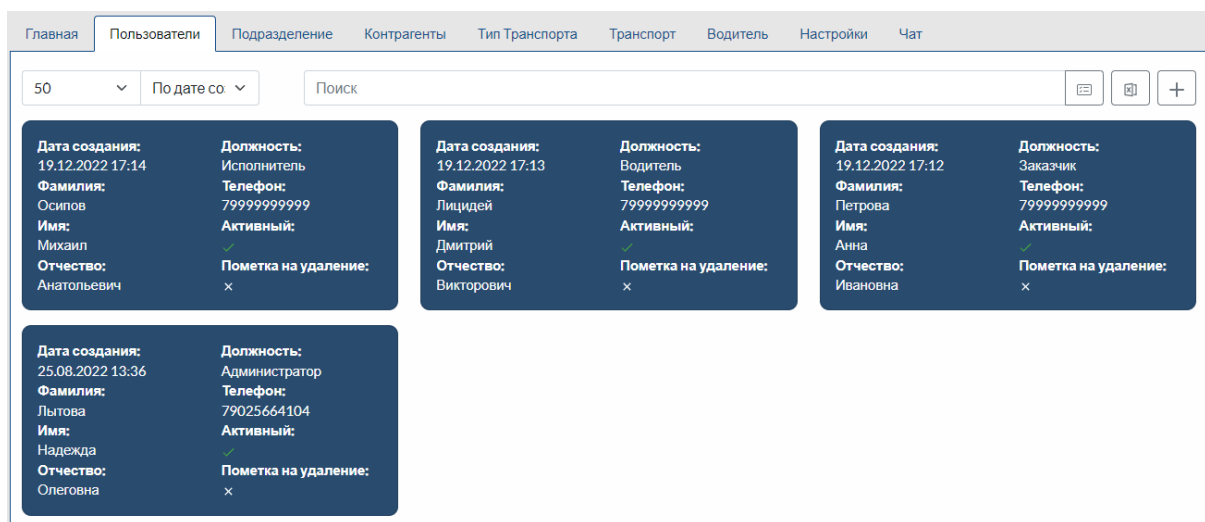 Главная Пользователи Подразделение Контрагенты Тип Транспорта Транспорт Водитель Настройки Чат
50 По дате со Поиск
Дата создания: Должность:
19.12.2022 17:14 Исполнитель
Фамилия: Телефон:
Осипов 79999999999
Имя: Активный:
Михаил
Отчество: Пометка на удаление:
Анатольевич
Дата создания: Должность:
19.12.2022 17:13 Водитель
Фамилия: Телефон:
Лицидей 79999999999
Имя: Активный:
Дмитрий
Отчество: Пометка на удаление:
Викторович
Дата создания: Должность:
19.12.2022 17:12 Заказчик
Фамилия: Телефон:
Петрова 79999999999
Имя: Активный:
Анна
Отчество: Пометка на удаление:
Ивановна
Дата создания: Должность:
25.08.2022 13:36 Администратор
Фамилия: Телефон:
Лытова 79025664104
Имя: Активный:
Надежда
Отчество: Пометка на удаление:
Олеговна